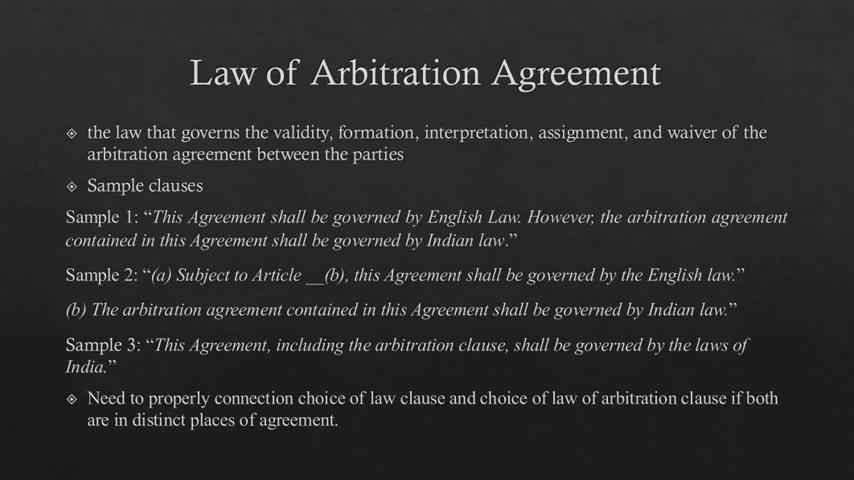 Law of Arbitration Agreement
the law that governs the validity, formation, interpretation, assignment, and waiver of the
arbitration agreement between the parties
Sample clauses
Sample 1: “This Agreement shall be governed by English Law. However, the arbitration agreement
contained in this Agreement shall be governed by Indian law.”
Sample 2: “(a) Subject to Article __(b), this Agreement shall be governed by the English law.”
(b) The arbitration agreement contained in this Agreement shall be governed by Indian law.”
Sample 3: “This Agreement, including the arbitration clause, shall be governed by the laws of
India.”
Need to properly connection choice of law clause and choice of law of arbitration clause if both
are in distinct places of agreement.